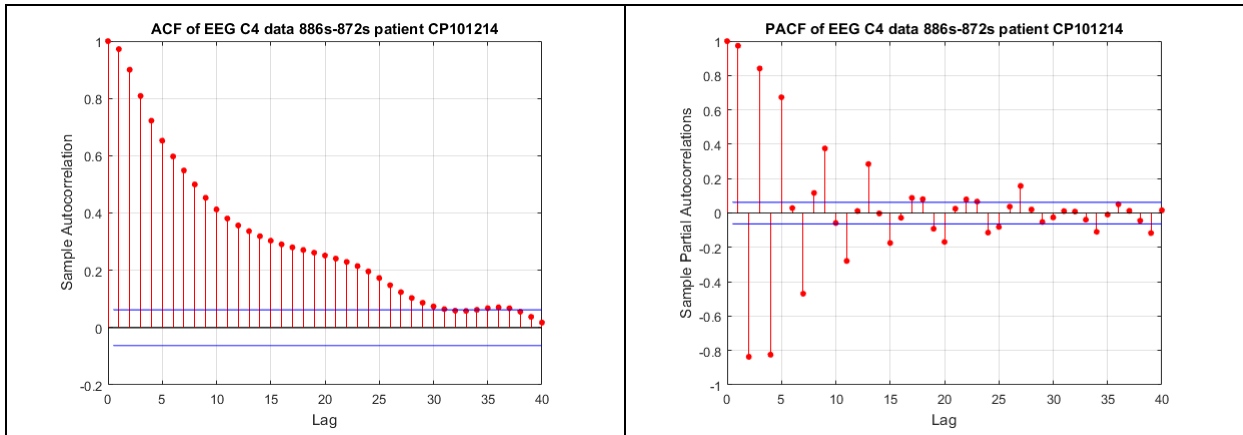 ACF of EEG C4 data 886s-872s patient CP101214
1
0.8
0.6
0.4
0.2
0
-0.2
Sample Autocorrelation
0 5 10 15 20 25 30 35 40
Lag
PACF of EEG C4 data 886s-872s patient CP101214
1
0.8
0.6
0.4
0.2
0
-0.2
-0.4
-0.6
-0.8
-1
Sample Partial Autocorrelations
0 5 10 15 20 25 30 35 40
Lag